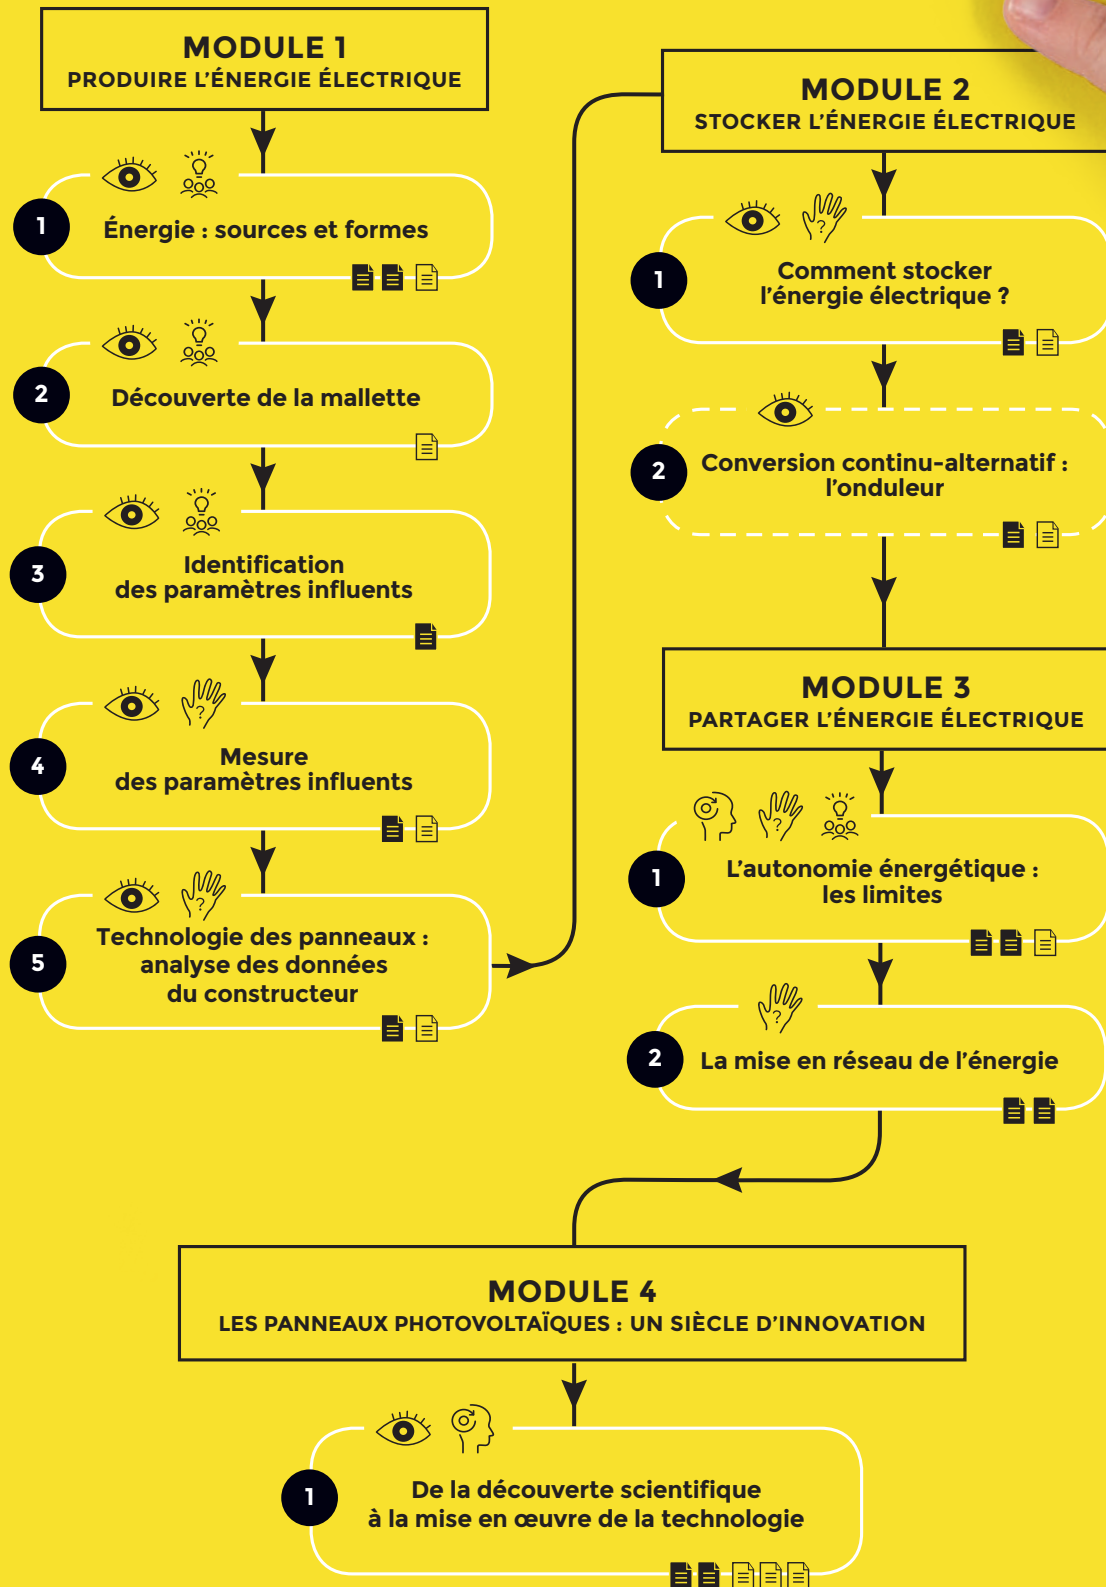 MODULE 1
PRODUIRE L'ÉNERGIE ÉLECTRIQUE
1
Énergie : sources et formes
2
Découverte de la mallette
3
Identification
des paramètres influents
4
?
Mesure
des paramètres influents
5
?
Technologie des panneaux :
analyse des données
du constructeur
MODULE 2
STOCKER L'ÉNERGIE ÉLECTRIQUE
?
1
Comment stocker
l'énergie électrique ?
2
Conversion continu-alternatif :
l'onduleur
MODULE 3
PARTAGER L'ÉNERGIE ÉLECTRIQUE
?
1
L'autonomie énergétique :
les limites
?
2
La mise en réseau de l'énergie
MODULE 4
LES PANNEAUX PHOTOVOLTAÏQUES : UN SIÈCLE D'INNOVATION
1
De la découverte scientifique
à la mise en œuvre de la technologie